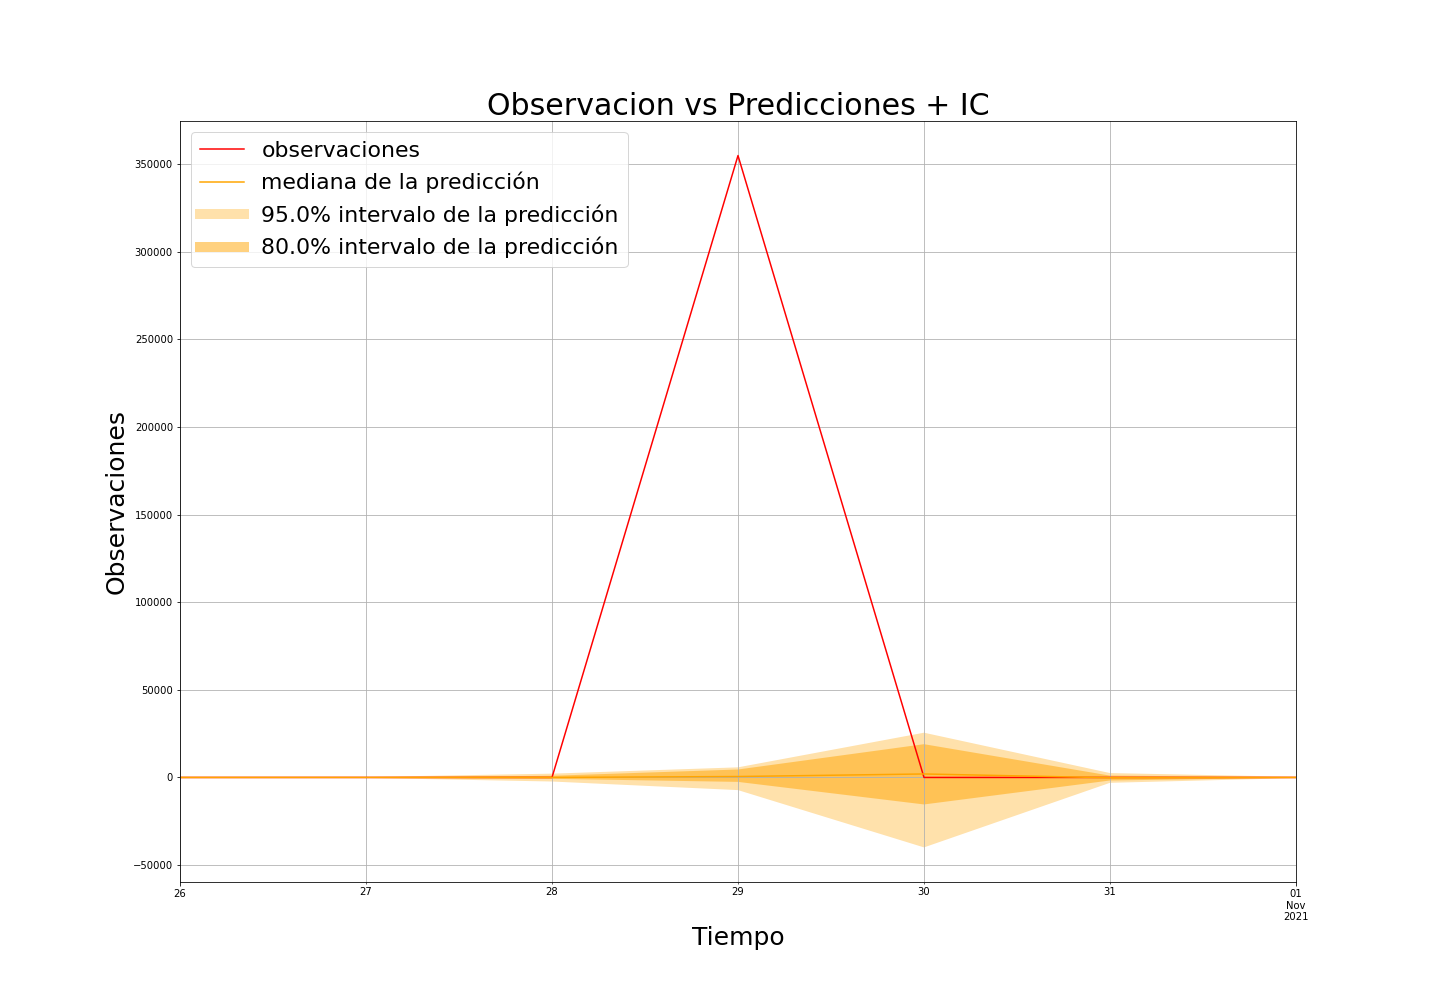 Observacion vs Predicciones + IC
observaciones
mediana de la predicción
95.0% intervalo de la predicción
80.0% intervalo de la predicción
350000
300000
250000
200000
150000
100000
50000
0
−50000
Observaciones
26
27
28
29
30
31
01
Nov
2021
Tiempo